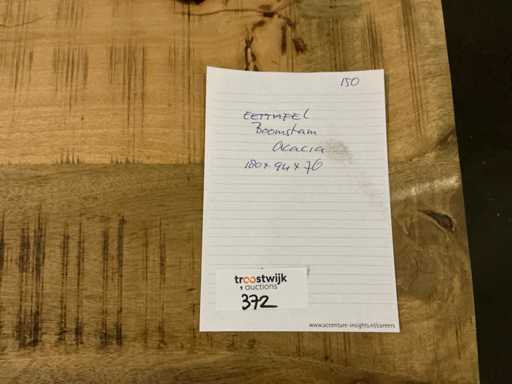 150
EETTAFEL
Boomstam
Acacia
180 x 94 x 76
troostwijk
auctions
372
www.accenture-insights.nl/careers